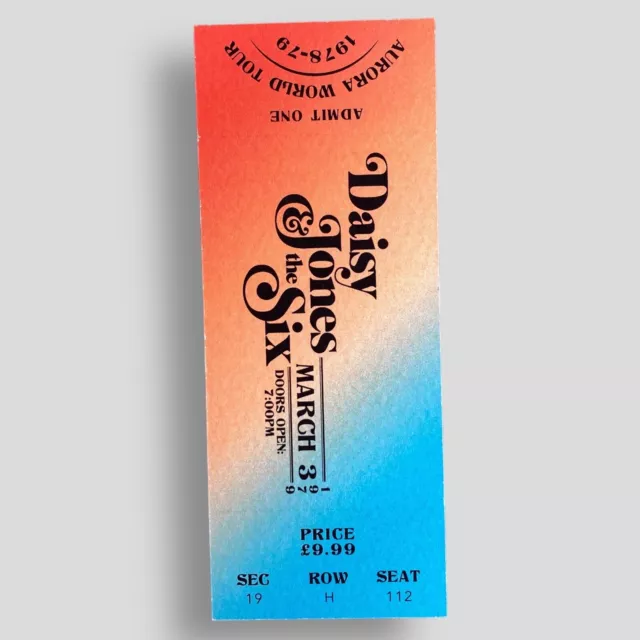 ADMIT ONE
AURORA WORLD TOUR
1978-79
Daisy
& Jones
the
Six
MARCH 3 1979
DOORS OPEN:
7:00PM
PRICE
£9.99
SEC ROW SEAT
19 H 112